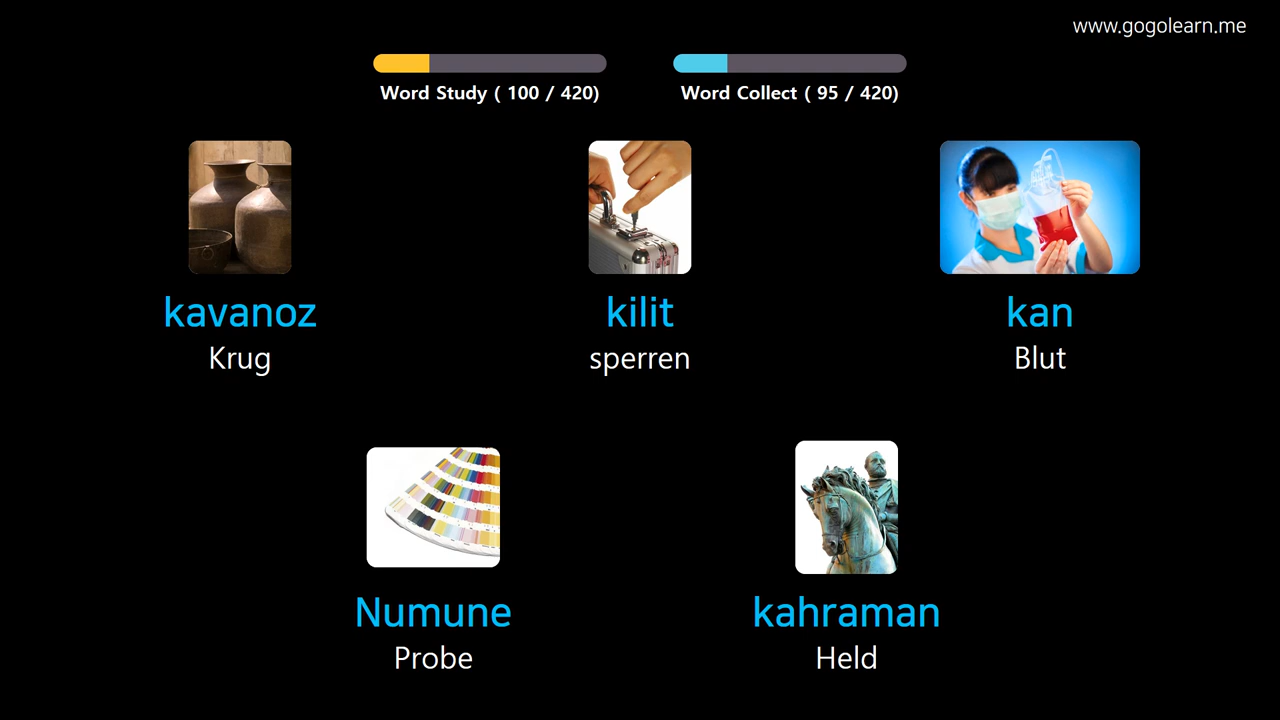 www.gogolearn.me
Word Study ( 100 / 420)
Word Collect ( 95 / 420)
kavanoz
Krug
kilit
sperren
kan
Blut
Numune
Probe
kahraman
Held